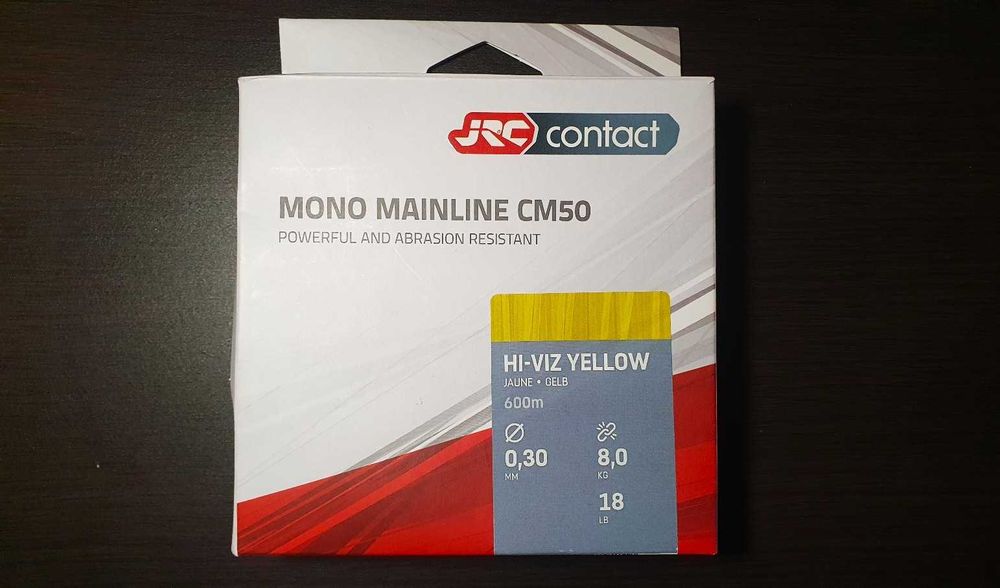 JRC contact
MONO MAINLINE CM50
POWERFUL AND ABRASION RESISTANT
HI-VIZ YELLOW
JAUNE • GELB
600m
0,30 8,0
MM KG
18
LB